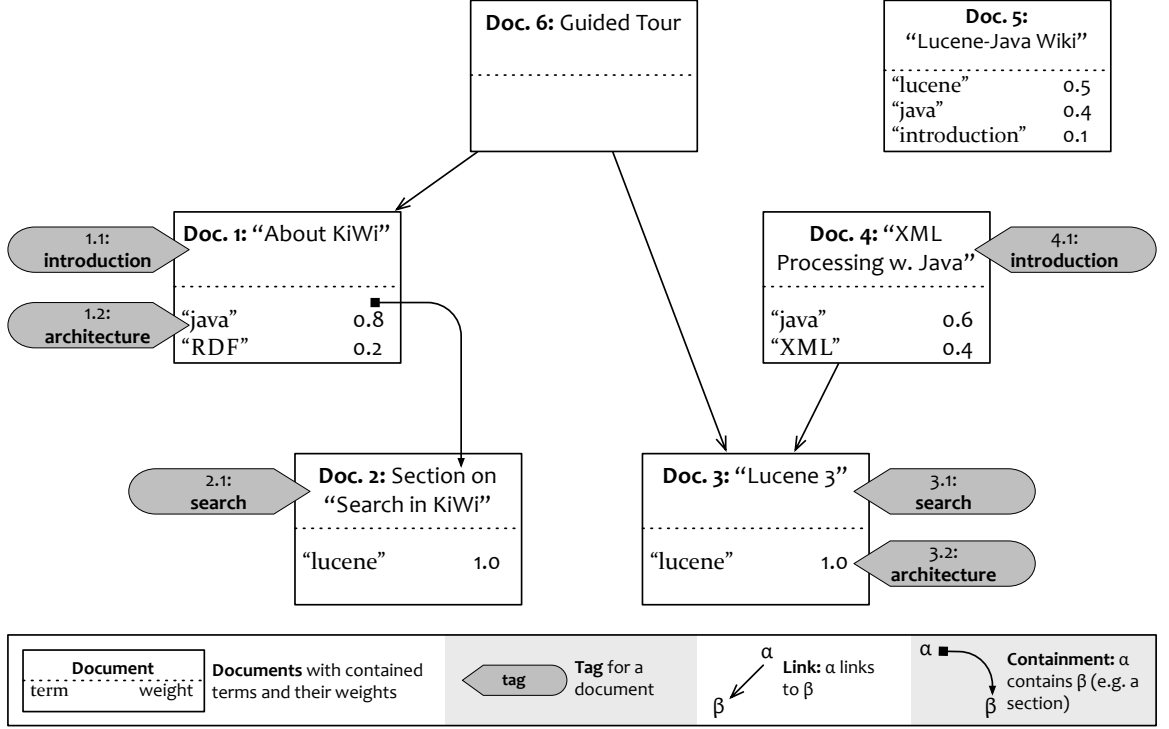 Doc. 6: Guided Tour
Doc. 5:
“Lucene-Java Wiki”
“lucene” 0.5
“java” 0.4
“introduction” 0.1
1.1:
introduction
1.2:
architecture
Doc. 1: “About KiWi”
“java” 0.8
“RDF” 0.2
Doc. 4: “XML
Processing w. Java”
“java” 0.6
“XML” 0.4
4.1:
introduction
2.1:
search
Doc. 2: Section on
“Search in KiWi”
“lucene” 1.0
Doc. 3: “Lucene 3”
“lucene” 1.0
3.1:
search
3.2:
architecture
Document
term weight
Documents with contained
terms and their weights
tag
Tag for a
document
α
β
Link: α links
to β
α
β
Containment: α
contains β (e.g. a
section)